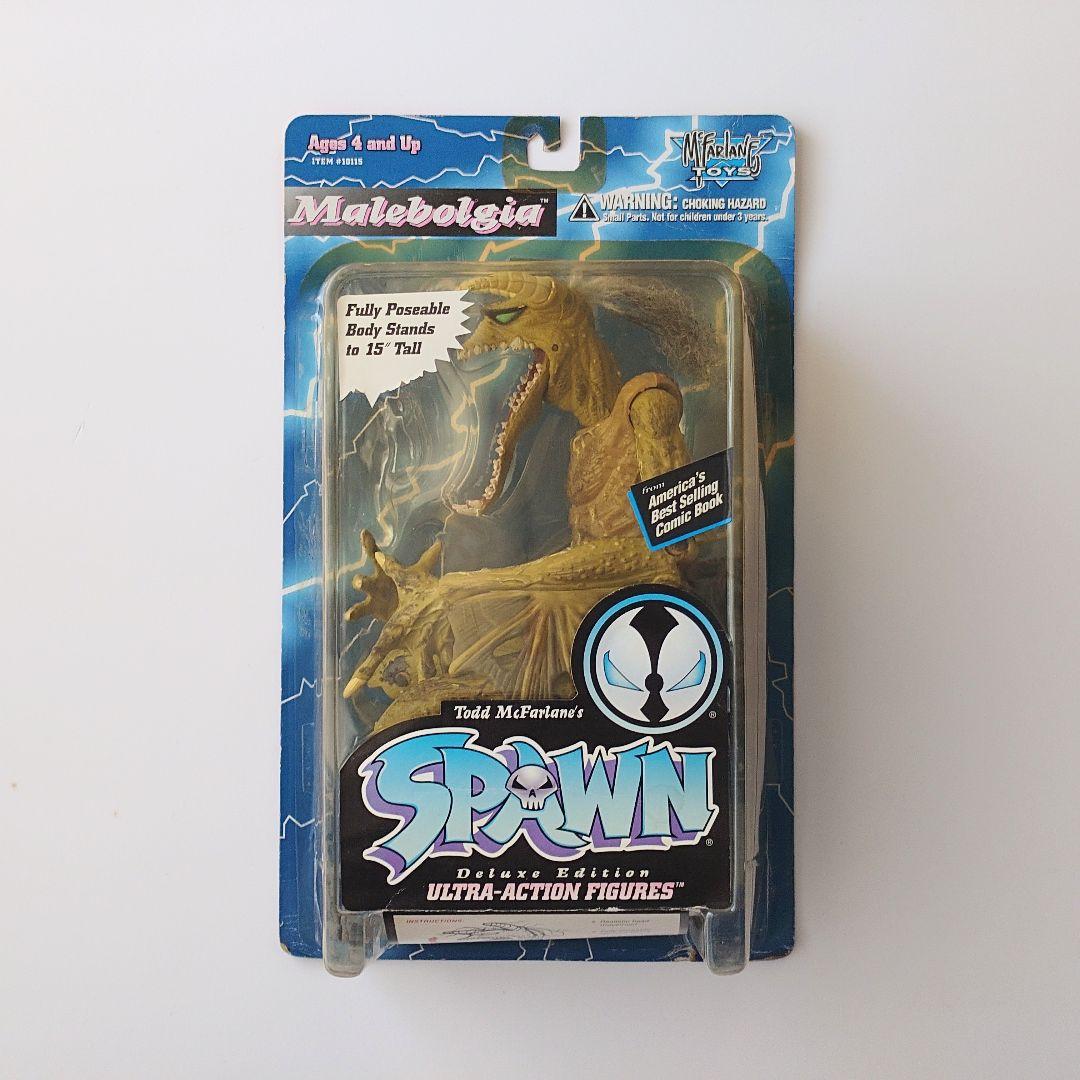 Ages 4 and Up
ITEM #10115
McFARLANE
TOYS
Malebolgia™
WARNING: CHOKING HAZARD
Small Parts. Not for children under 3 years.
Fully Poseable
Body Stands
to 15" Tall
from
America's
Best Selling
Comic Book
Todd McFarlane's
®
SPAWN
®
Deluxe Edition
ULTRA-ACTION FIGURES™
INSTRUCTIONS